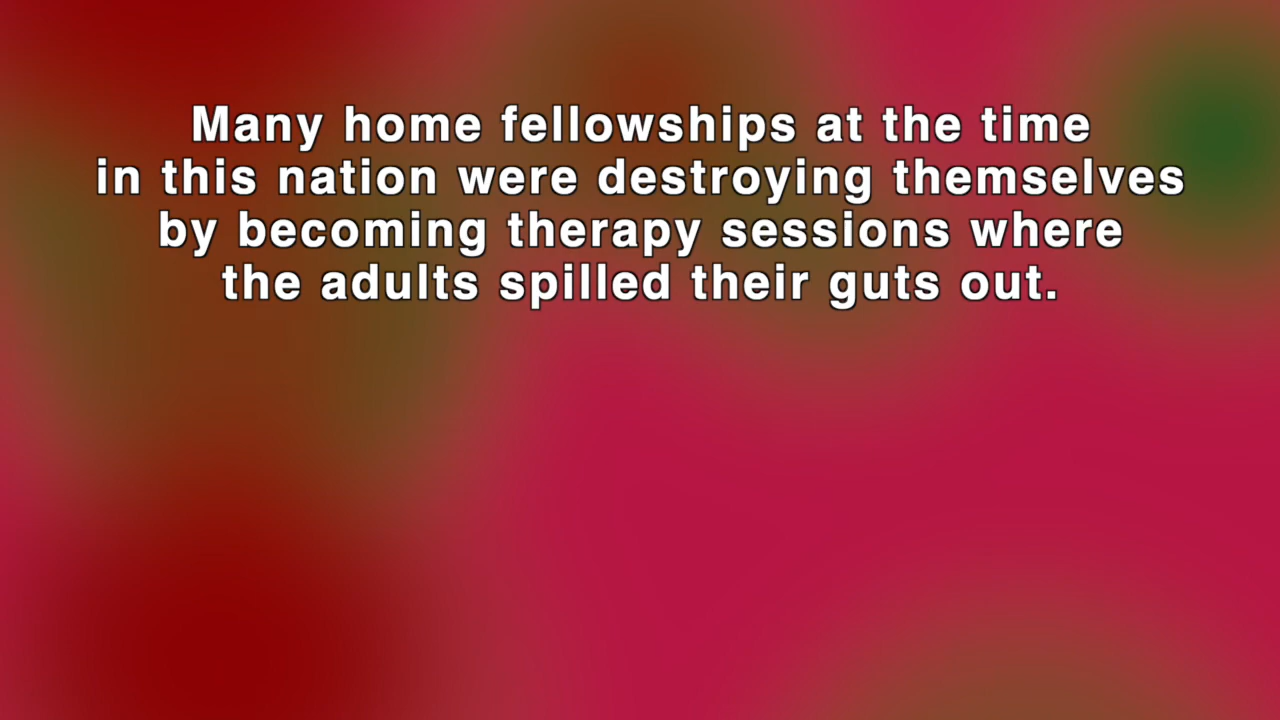 Many home fellowships at the time
in this nation were destroying themselves
by becoming therapy sessions where
the adults spilled their guts out.